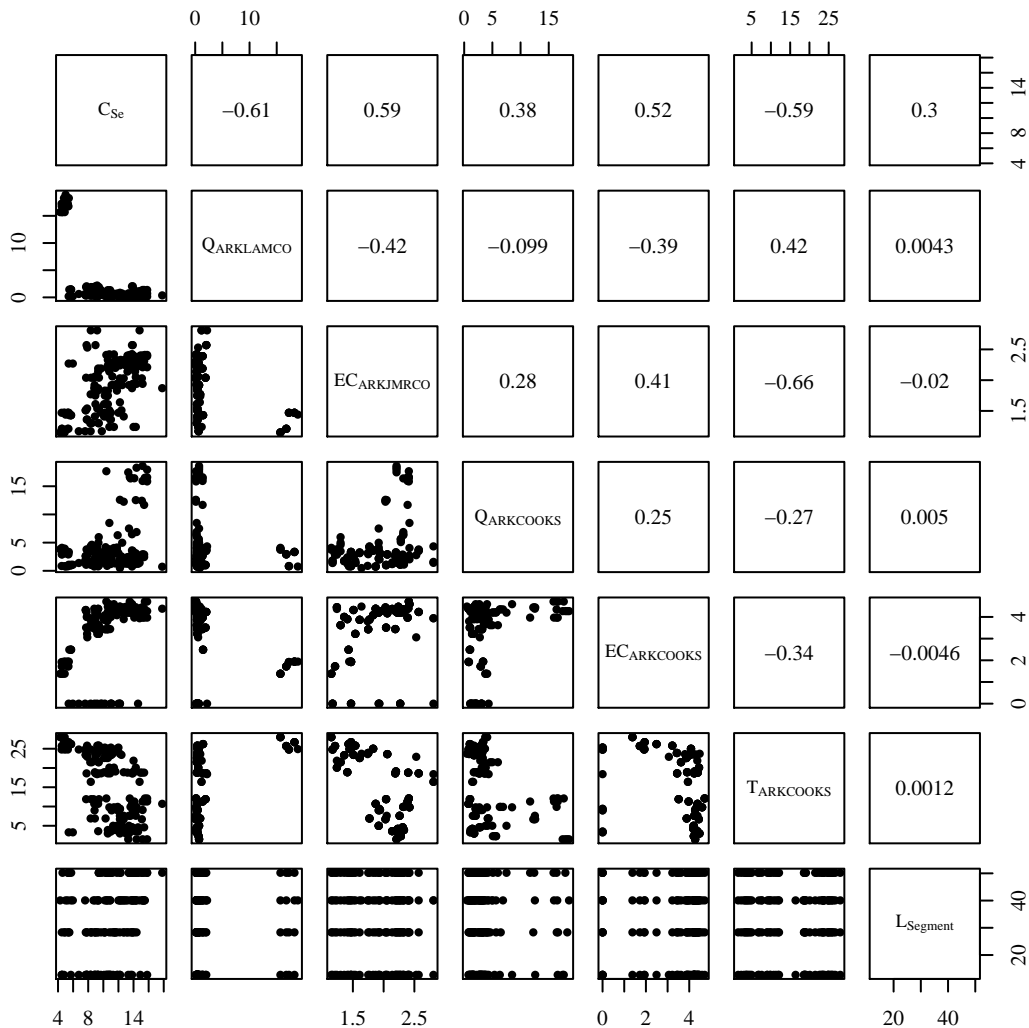 0 10 0 5 15 5 15 25
C_Se −0.61 0.59 0.38 0.52 −0.59 0.3 4 8 14
0 10 Q_ARKLAMCO −0.42 −0.099 −0.39 0.42 0.0043
EC_ARKJMRCO 0.28 0.41 −0.66 −0.02 1.5 2.5
0 5 15 Q_ARKCOOKS 0.25 −0.27 0.005
EC_ARKCOOKS −0.34 −0.0046 0 2 4
5 15 25 T_ARKCOOKS 0.0012
L_Segment 20 40
4 8 14 1.5 2.5 0 2 4 20 40